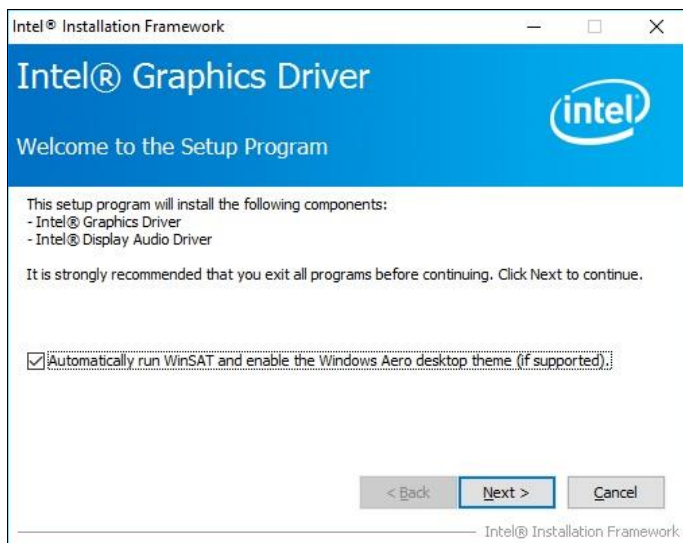 Intel® Installation Framework
Intel® Graphics Driver
intel
Welcome to the Setup Program
This setup program will install the following components:
- Intel® Graphics Driver
- Intel® Display Audio Driver
It is strongly recommended that you exit all programs before continuing. Click Next to continue.
Automatically run WinSAT and enable the Windows Aero desktop theme (if supported).
< Back Next > Cancel
Intel® Installation Framework